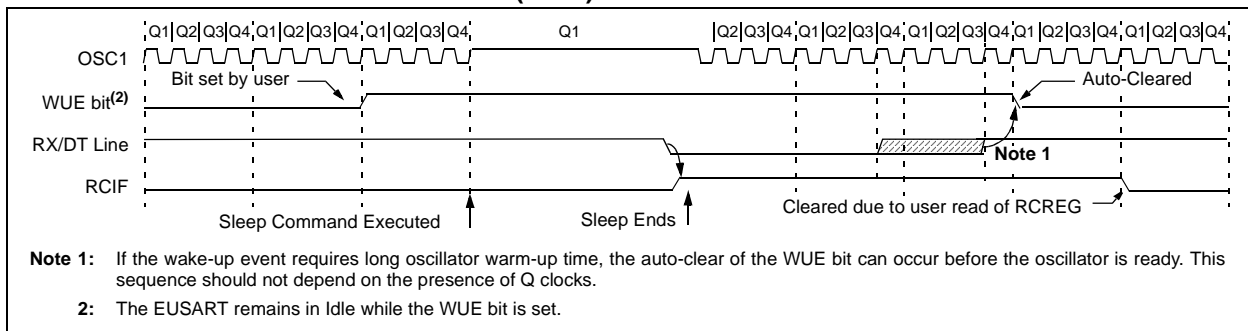 Q1 Q2 Q3 Q4 Q1 Q2 Q3 Q4 Q1 Q2 Q3 Q4 Q1 Q2 Q3 Q4 Q1 Q2 Q3 Q4 Q1 Q2 Q3 Q4 Q1 Q2 Q3 Q4 Q1 Q2 Q3 Q4
OSC1
Bit set by user Auto-Cleared
WUE bit(2)
RX/DT Line
Note 1
RCIF
Sleep Command Executed Sleep Ends Cleared due to user read of RCREG
Note 1: If the wake-up event requires long oscillator warm-up time, the auto-clear of the WUE bit can occur before the oscillator is ready. This
sequence should not depend on the presence of Q clocks.
2: The EUSART remains in Idle while the WUE bit is set.